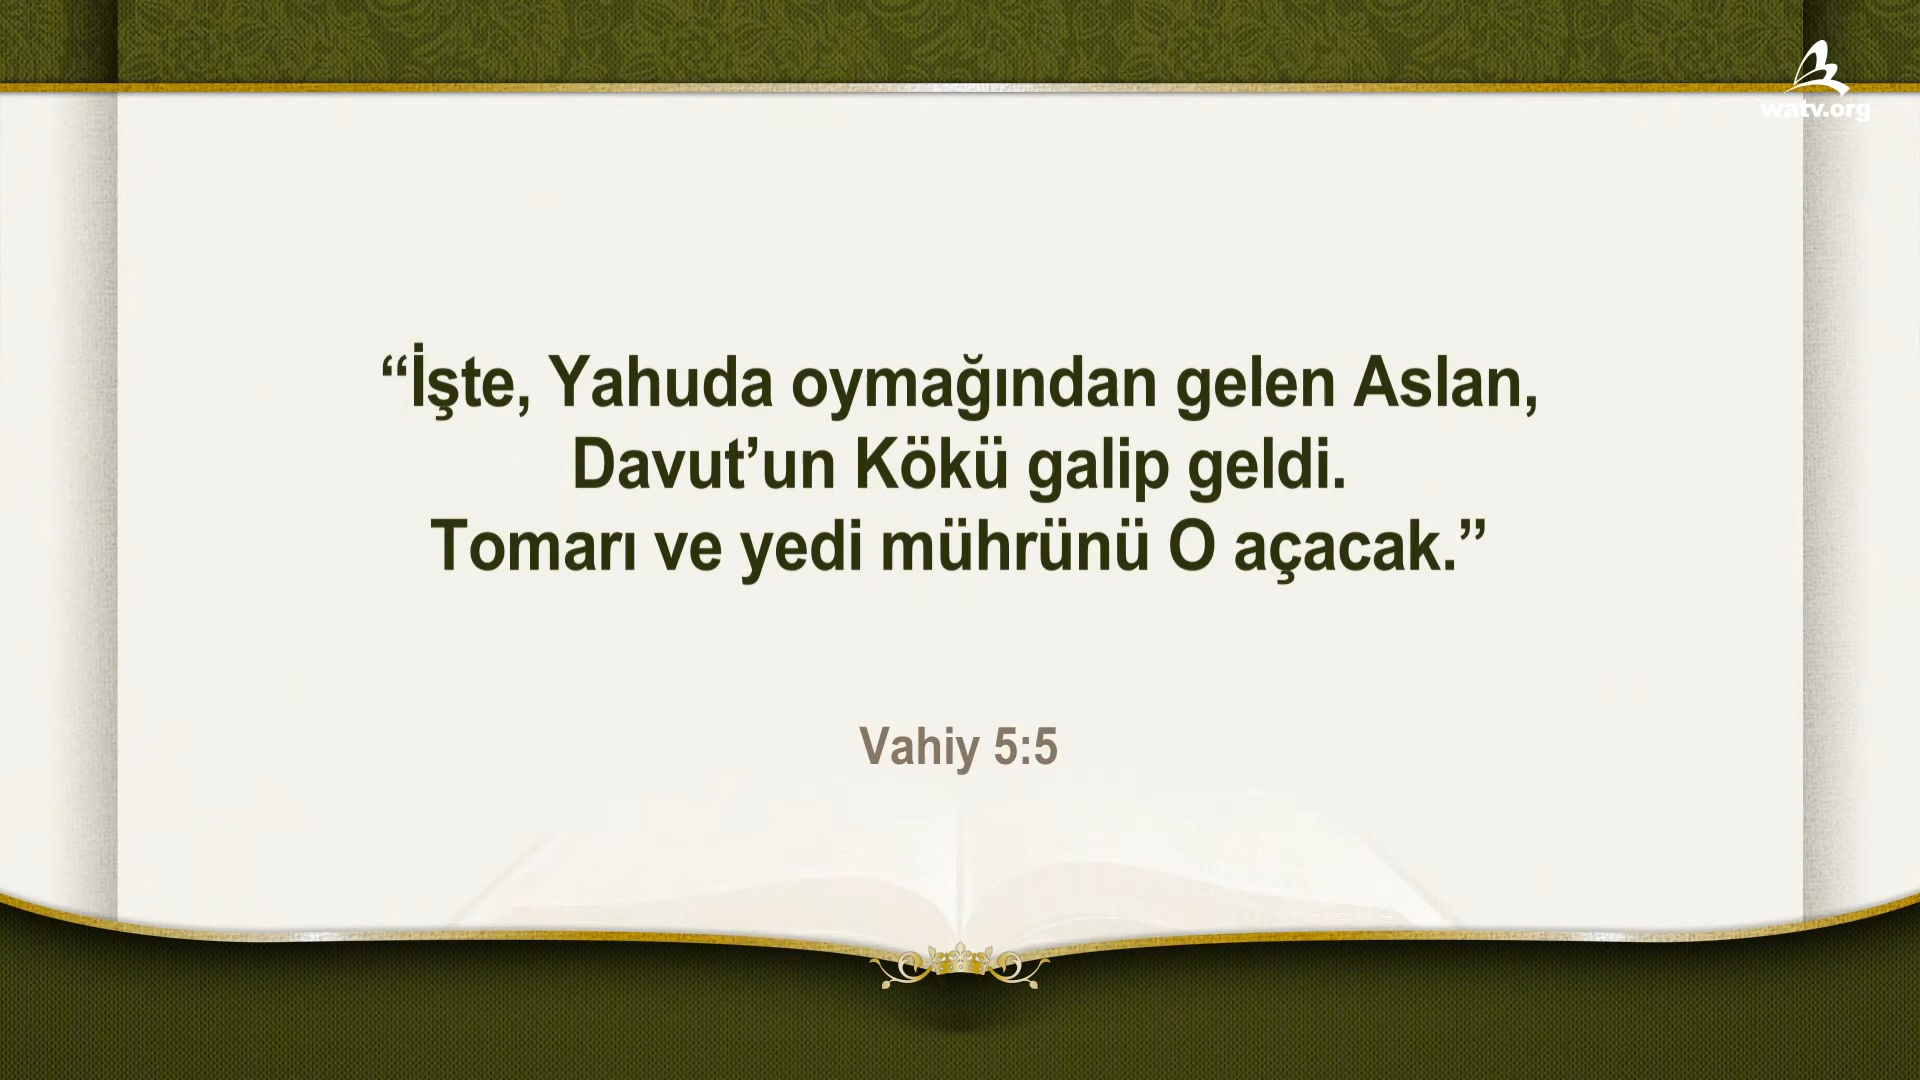 watv.org
“İşte, Yahuda oymağından gelen Aslan,
Davut’un Kökü galip geldi.
Tomarı ve yedi mührünü O açacak.”
Vahiy 5:5